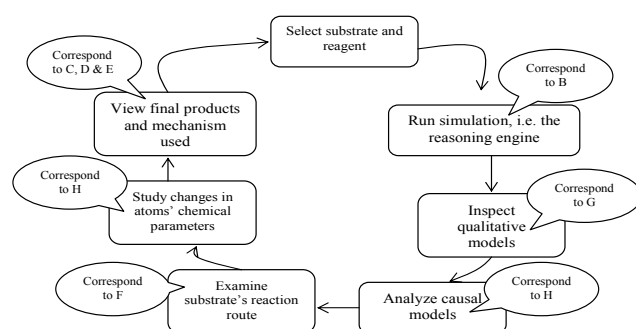 Select substrate and
reagent
Correspond
to B
Run simulation, i.e. the
reasoning engine
Correspond
to G
Inspect
qualitative
models
Correspond
to H
Analyze causal
models
Examine
substrate's reaction
route
Correspond
to F
Study changes in
atoms' chemical
parameters
Correspond
to H
View final products
and mechanism
used
Correspond
to C, D & E